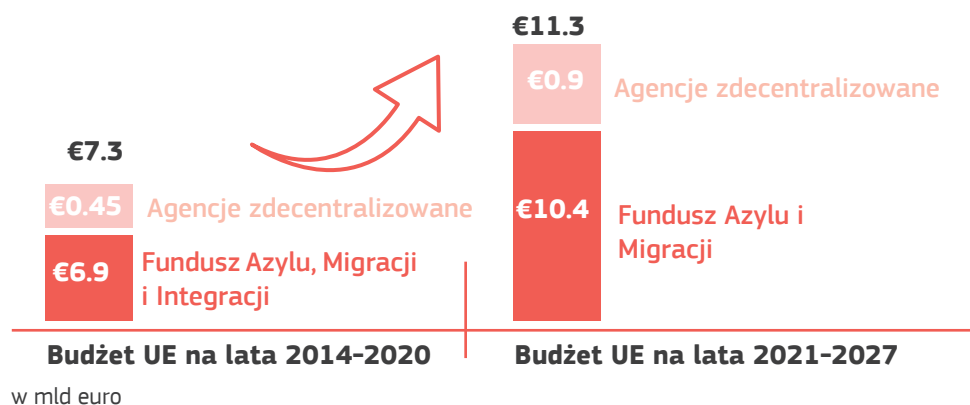 €7.3
€0.45 Agencje zdecentralizowane
€6.9 Fundusz Azylu, Migracji
i Integracji
Budżet UE na lata 2014-2020
€11.3
€0.9 Agencje zdecentralizowane
€10.4 Fundusz Azylu i
Migracji
Budżet UE na lata 2021-2027
w mld euro